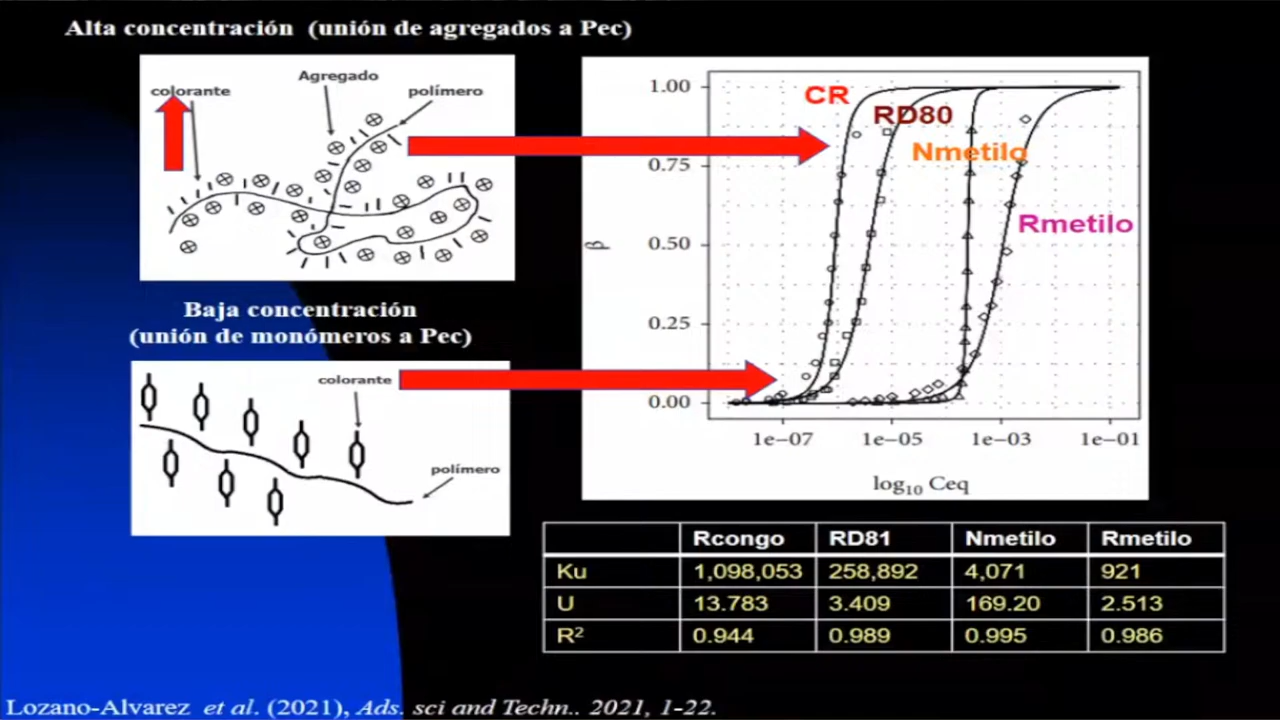 Alta concentración (unión de agregados a Pec)
Agregado
colorante
polímero
Baja concentración
(unión de monómeros a Pec)
colorante
polímero
CR
RD80
Nmetilo
Rmetilo
β
1.00
0.75
0.50
0.25
0.00
1e−07 1e−05 1e−03 1e−01
log10 Ceq
Rcongo RD81 Nmetilo Rmetilo
Ku 1,098,053 258,892 4,071 921
U 13.783 3.409 169.20 2.513
R² 0.944 0.989 0.995 0.986
Lozano-Alvarez et al. (2021), Ads. sci and Techn.. 2021, 1-22.